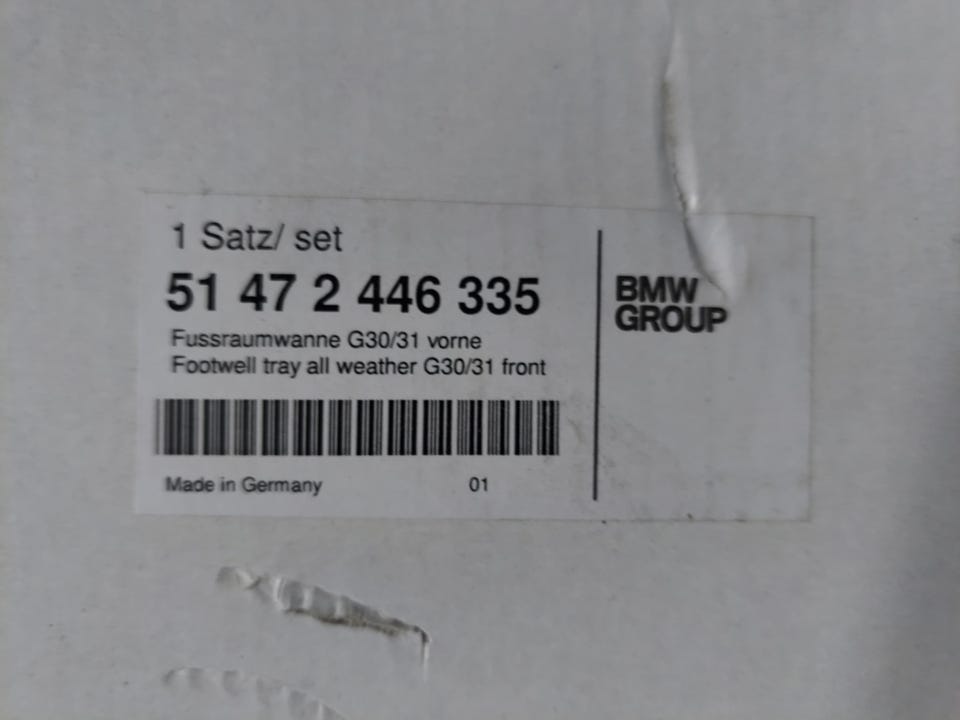 1 Satz/ set
51 47 2 446 335
Fussraumwanne G30/31 vorne
Footwell tray all weather G30/31 front
Made in Germany 01
BMW
GROUP